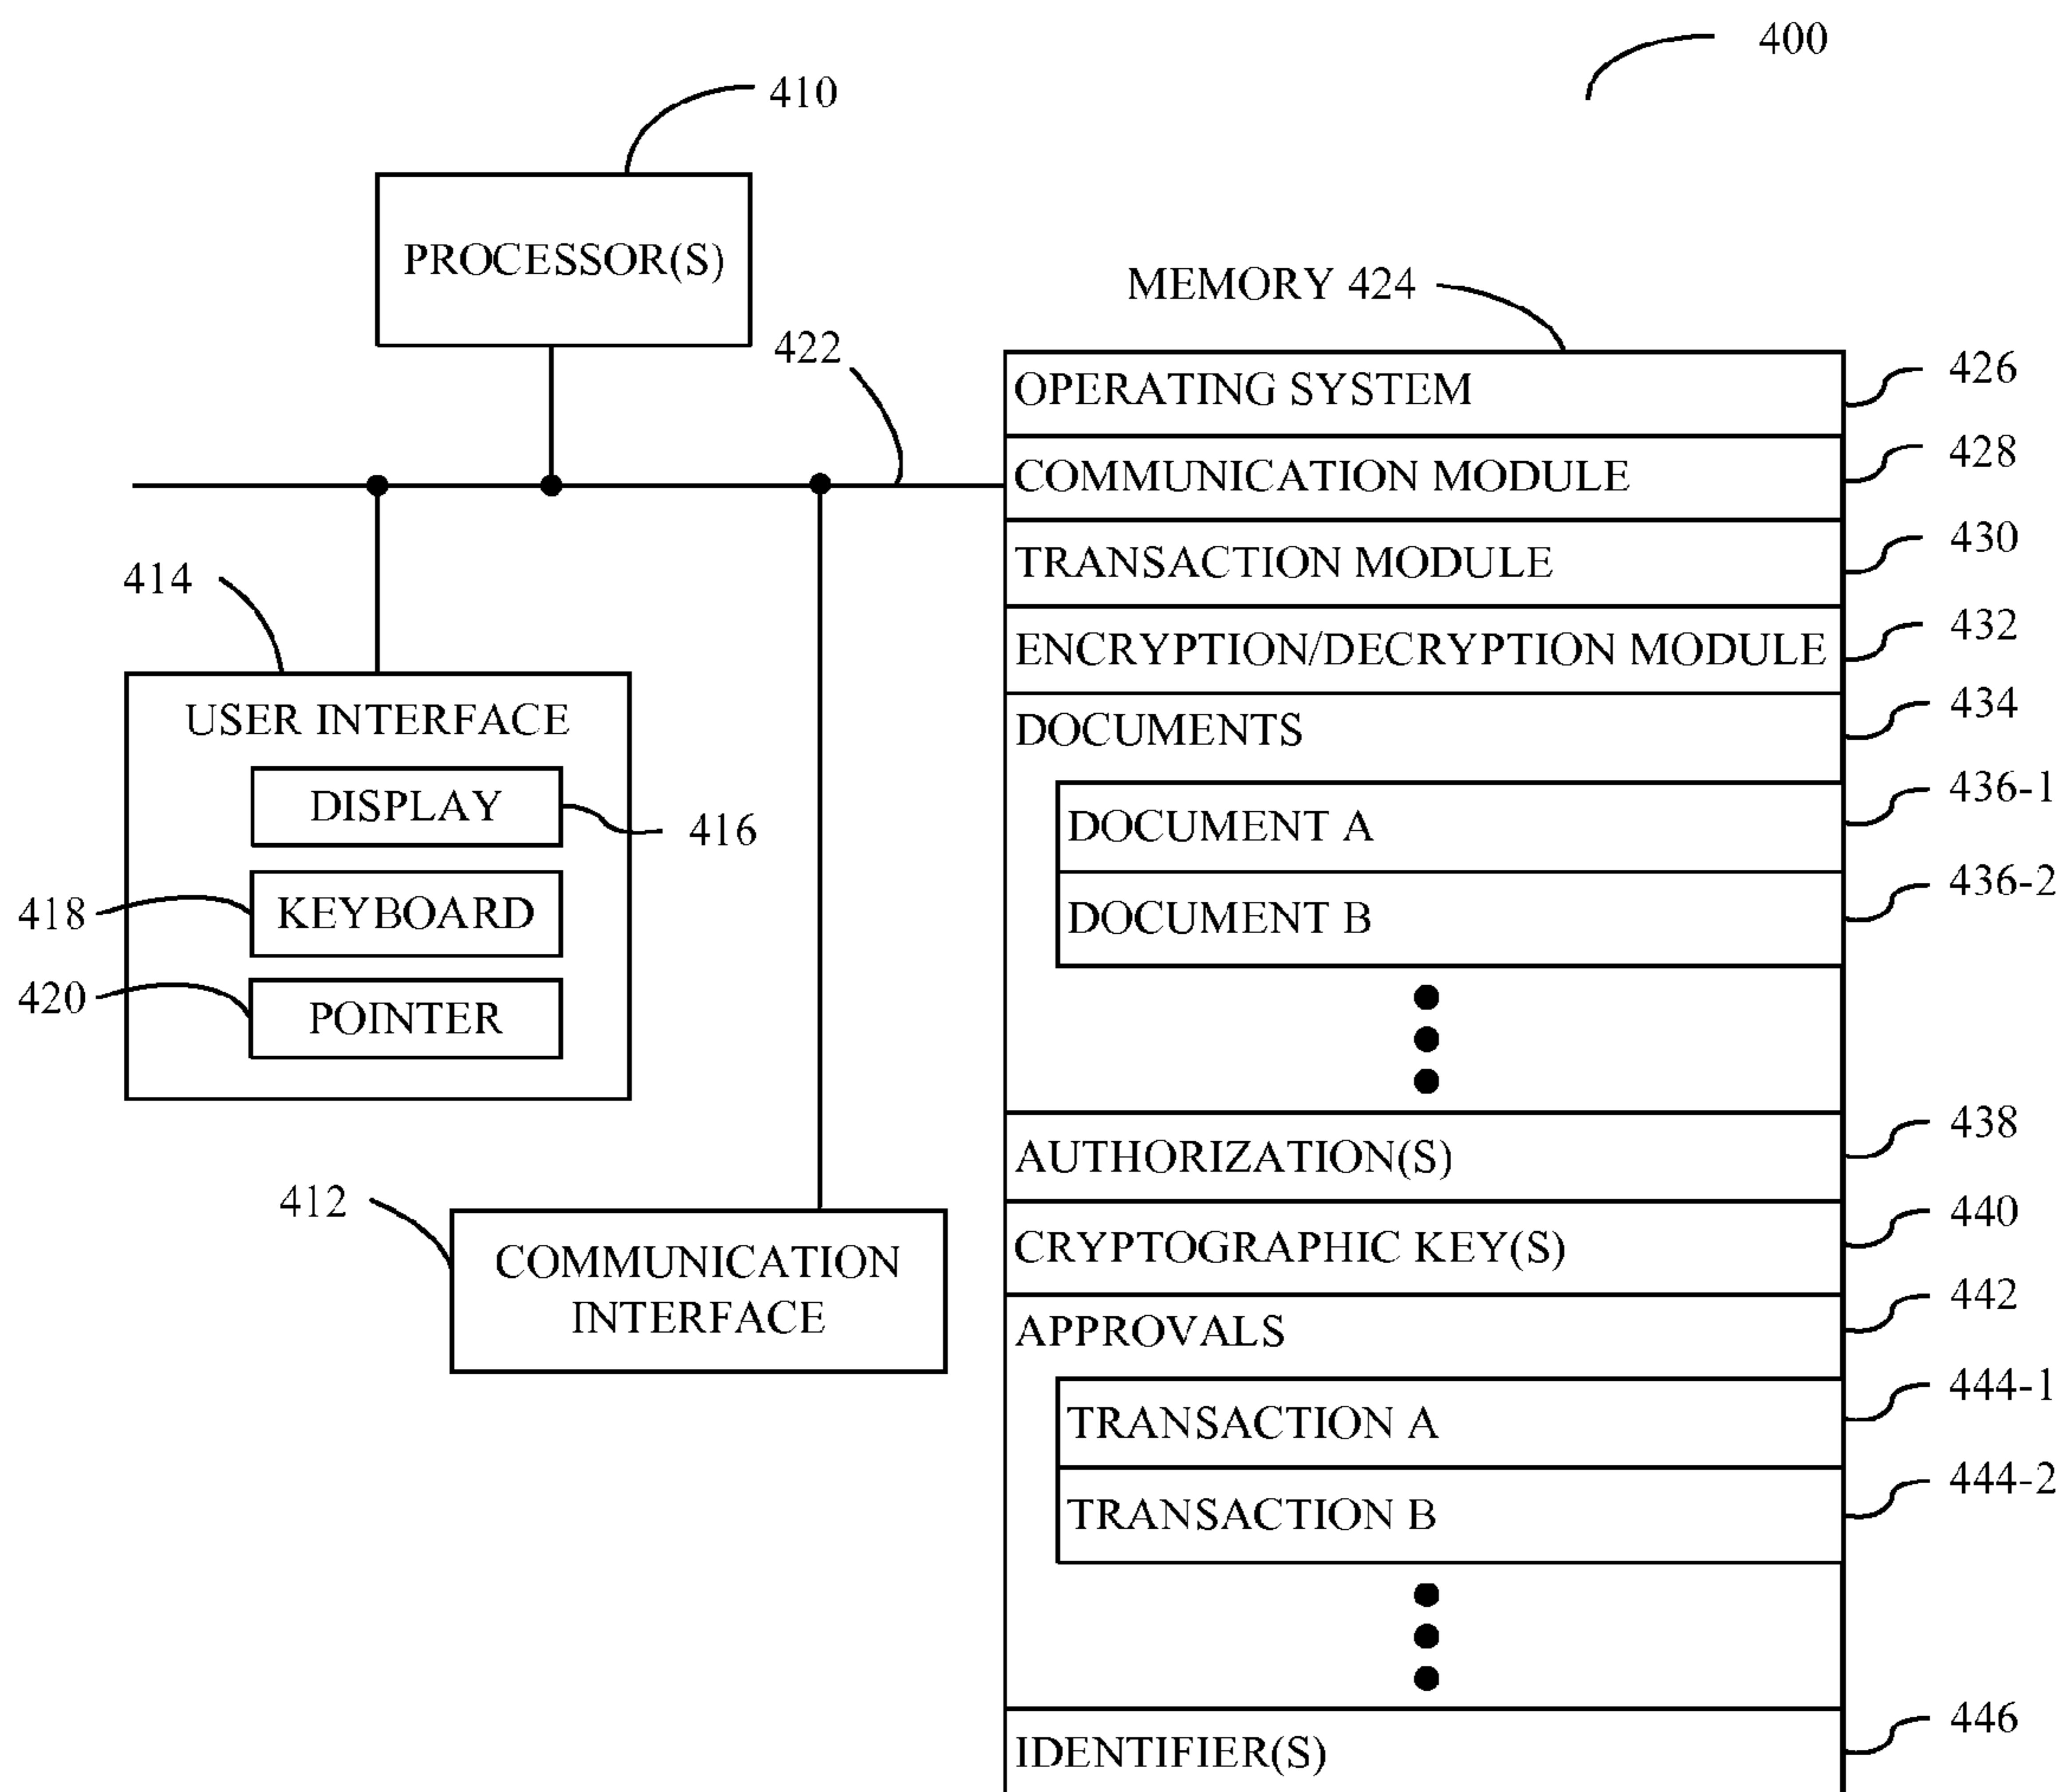 400
410
PROCESSOR(S)
MEMORY 424
422
OPERATING SYSTEM
426
COMMUNICATION MODULE
428
TRANSACTION MODULE
430
ENCRYPTION/DECRYPTION MODULE
432
DOCUMENTS
434
DOCUMENT A
436-1
DOCUMENT B
436-2
AUTHORIZATION(S)
438
CRYPTOGRAPHIC KEY(S)
440
APPROVALS
442
TRANSACTION A
444-1
TRANSACTION B
444-2
IDENTIFIER(S)
446
414
USER INTERFACE
DISPLAY
416
418
KEYBOARD
420
POINTER
412
COMMUNICATION
INTERFACE